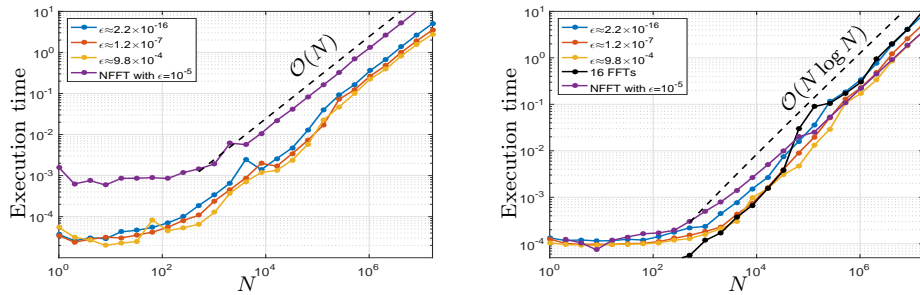 10^1
10^0
10^-1
10^-2
10^-3
10^-4
Execution time
ϵ≈2.2×10^-16
ϵ≈1.2×10^-7
ϵ≈9.8×10^-4
NFFT with ϵ=10^-5
O(N)
10^0
10^2
10^4
10^6
N
10^1
10^0
10^-1
10^-2
10^-3
10^-4
Execution time
ϵ≈2.2×10^-16
ϵ≈1.2×10^-7
ϵ≈9.8×10^-4
16 FFTs
NFFT with ϵ=10^-5
O(N log N)
10^0
10^2
10^4
10^6
N